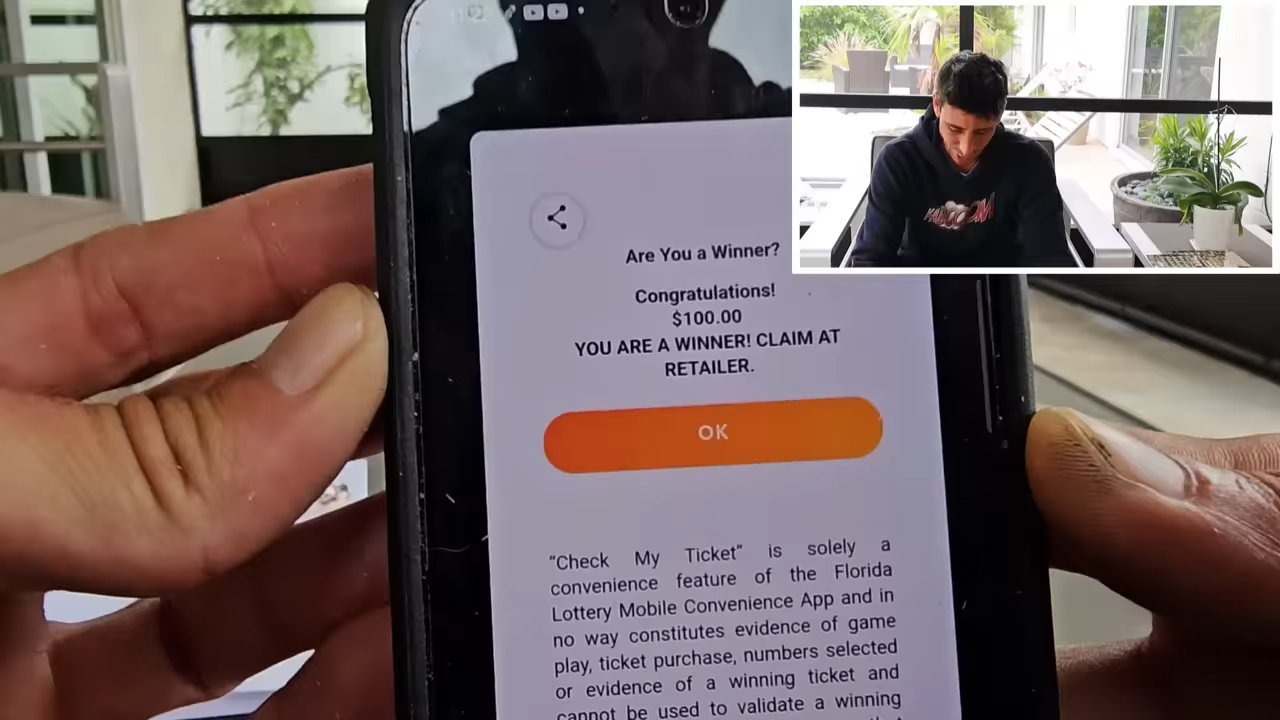 Are You a Winner?
Congratulations!
$100.00
YOU ARE A WINNER! CLAIM AT
RETAILER.
OK
“Check My Ticket” is solely a
convenience feature of the Florida
Lottery Mobile Convenience App and in
no way constitutes evidence of game
play, ticket purchase, numbers selected
or evidence of a winning ticket and
cannot be used to validate a winning
that
KABOOOM